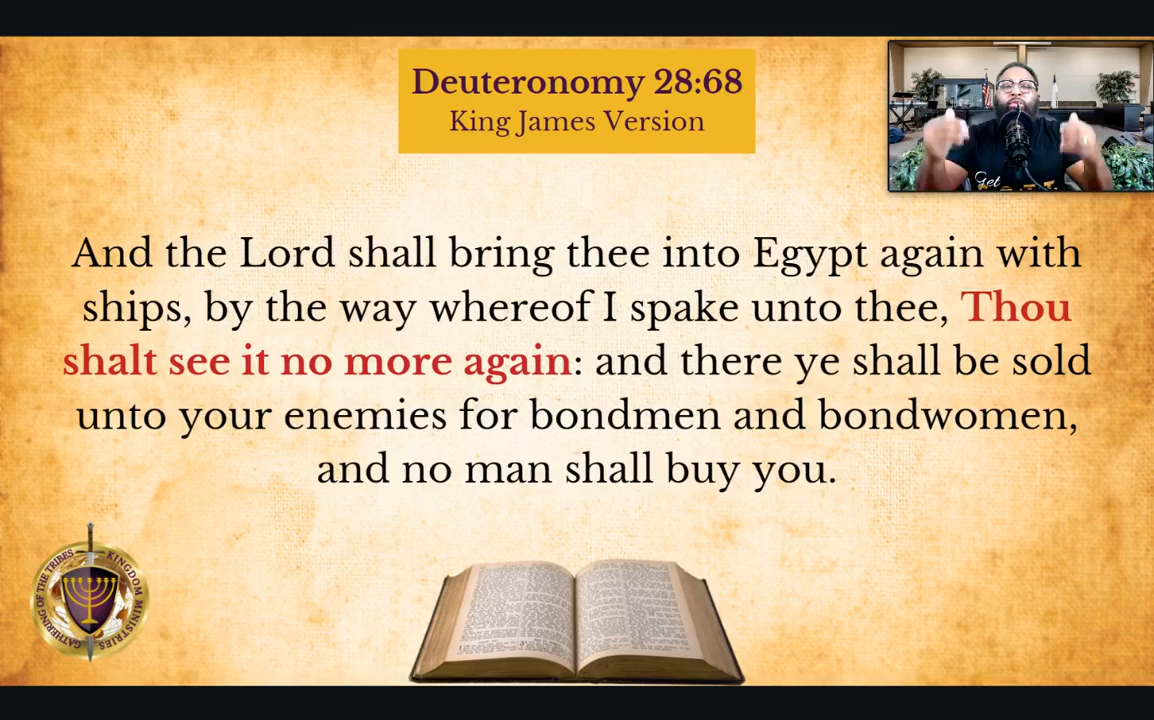 Deuteronomy 28:68
King James Version
Get
And the Lord shall bring thee into Egypt again with
ships, by the way whereof I spake unto thee, Thou
shalt see it no more again: and there ye shall be sold
unto your enemies for bondmen and bondwomen,
and no man shall buy you.
GATHERING OF THE TRIBES
KINGDOM MINISTRIES